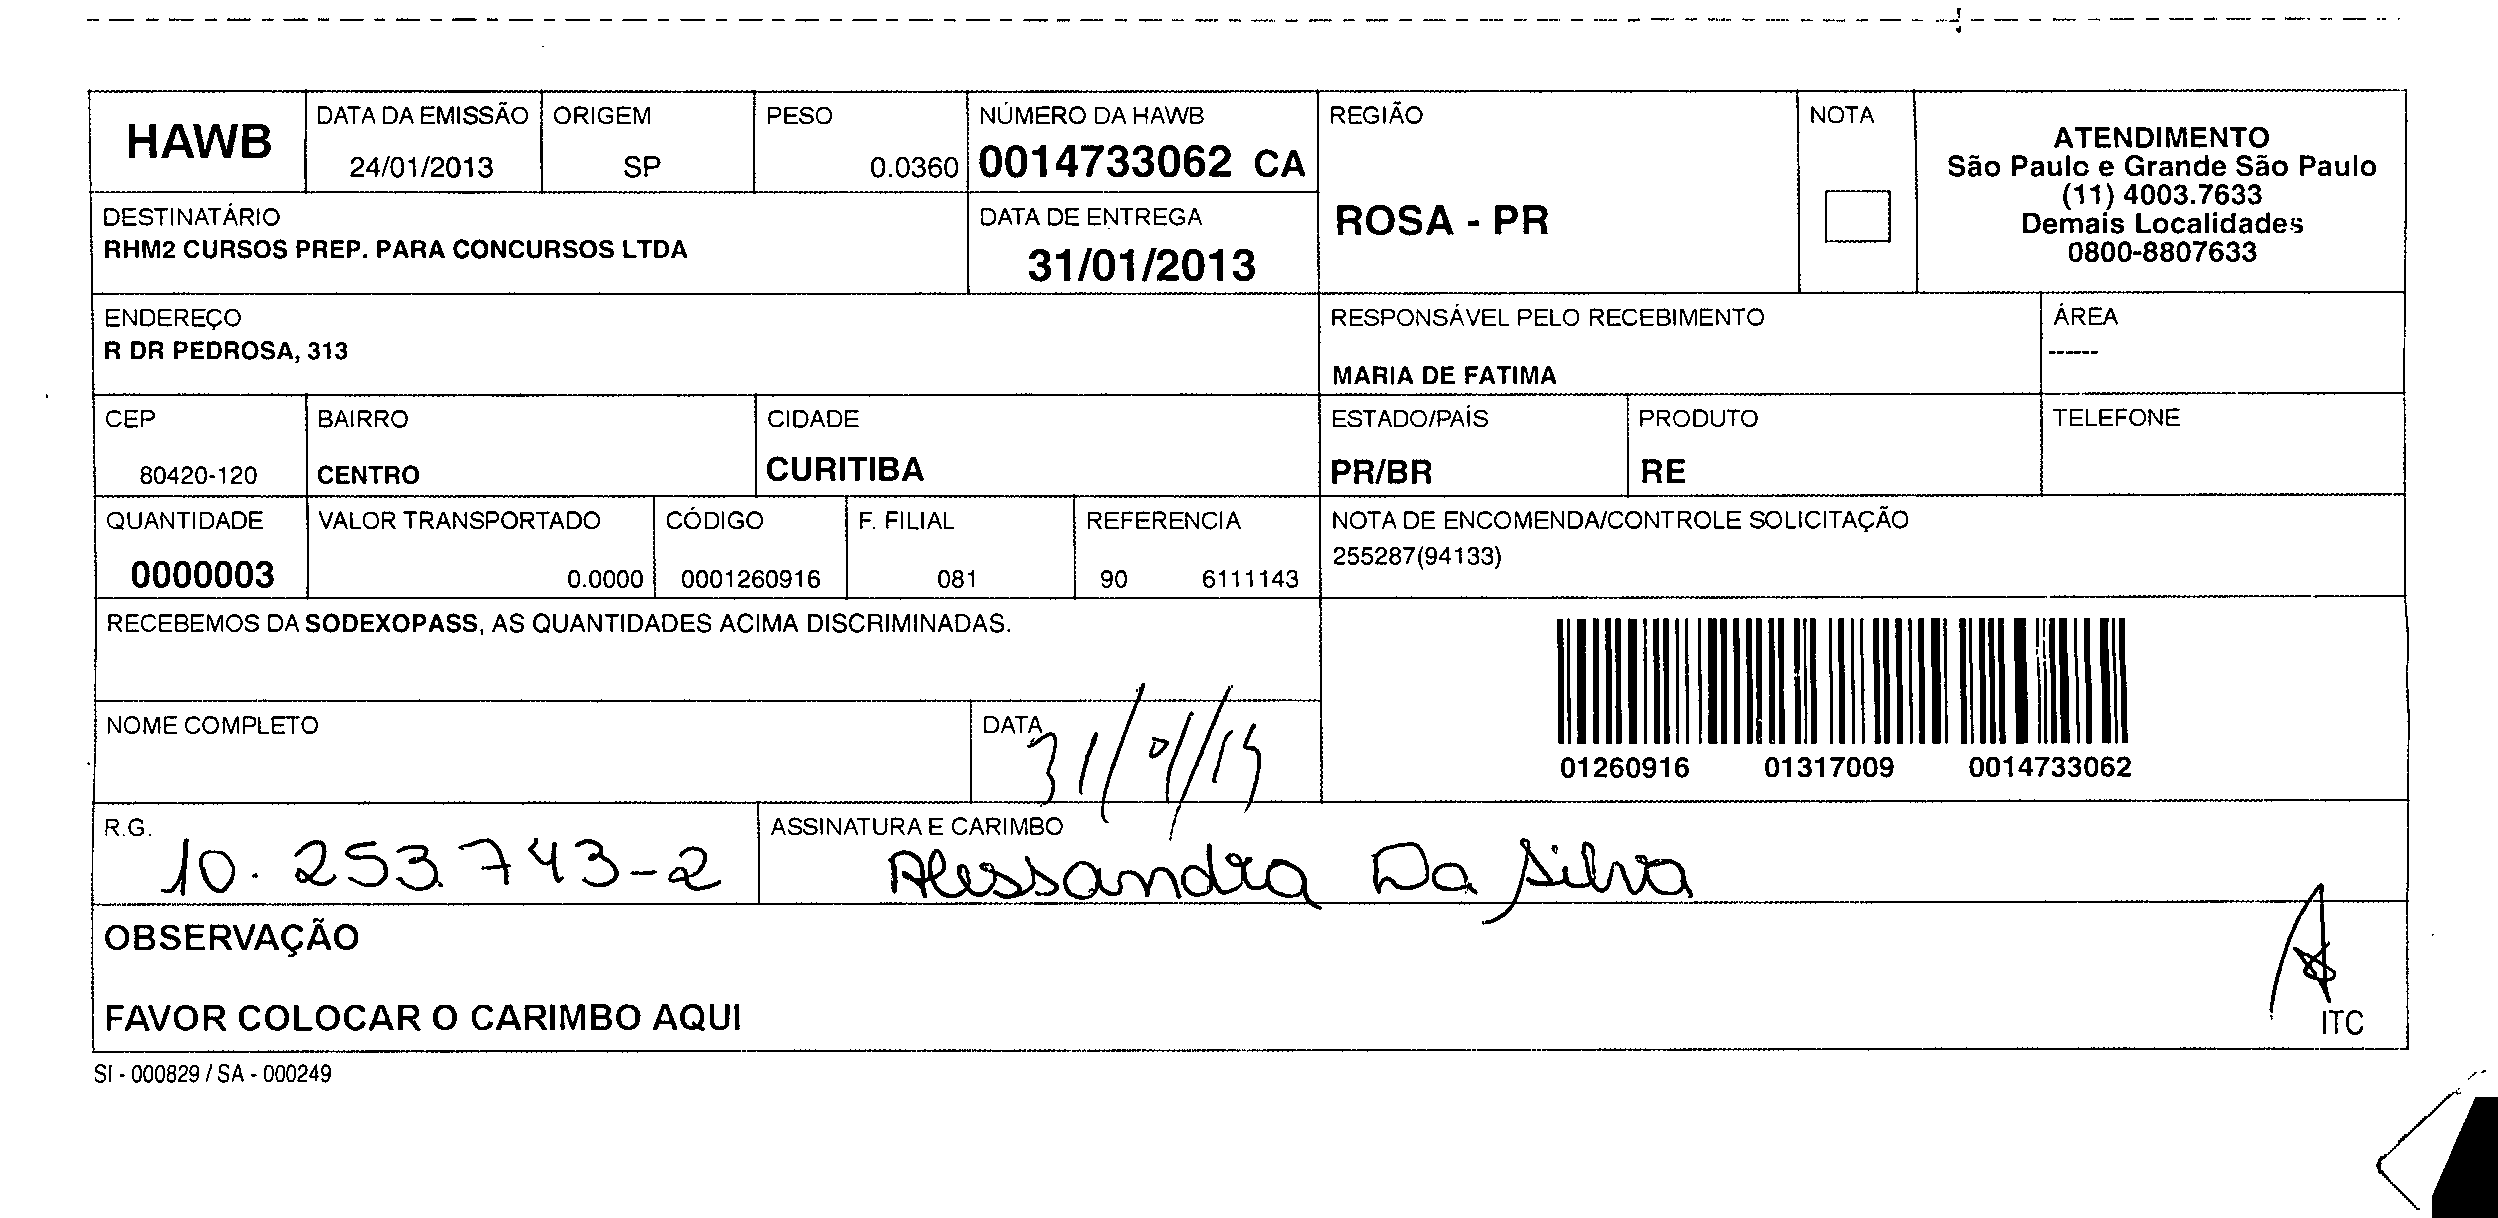 HAWB
DATA DA EMISSÃO
24/01/2013
ORIGEM
SP
PESO
0.0360
NÚMERO DA HAWB
0014733062 CA
REGIÃO
ROSA - PR
NOTA
ATENDIMENTO
São Paulo e Grande São Paulo
(11) 4003.7633
Demais Localidades
0800-8807633
DESTINATÁRIO
RHM2 CURSOS PREP. PARA CONCURSOS LTDA
DATA DE ENTREGA
31/01/2013
ENDEREÇO
R DR PEDROSA, 313
RESPONSÁVEL PELO RECEBIMENTO
MARIA DE FATIMA
ÁREA
------
CEP
80420-120
BAIRRO
CENTRO
CIDADE
CURITIBA
ESTADO/PAÍS
PR/BR
PRODUTO
RE
TELEFONE
QUANTIDADE
0000003
VALOR TRANSPORTADO
0.0000
CÓDIGO
0001260916
F. FILIAL
081
REFERENCIA
90 6111143
NOTA DE ENCOMENDA/CONTROLE SOLICITAÇÃO
255287(94133)
RECEBEMOS DA SODEXOPASS, AS QUANTIDADES ACIMA DISCRIMINADAS.
01260916 01317009 0014733062
NOME COMPLETO
DATA
R.G.
10.253.743-2
ASSINATURA E CARIMBO
Alessandra Da Silva
OBSERVAÇÃO
FAVOR COLOCAR O CARIMBO AQUI
ITC
SI - 000829 / SA - 000249